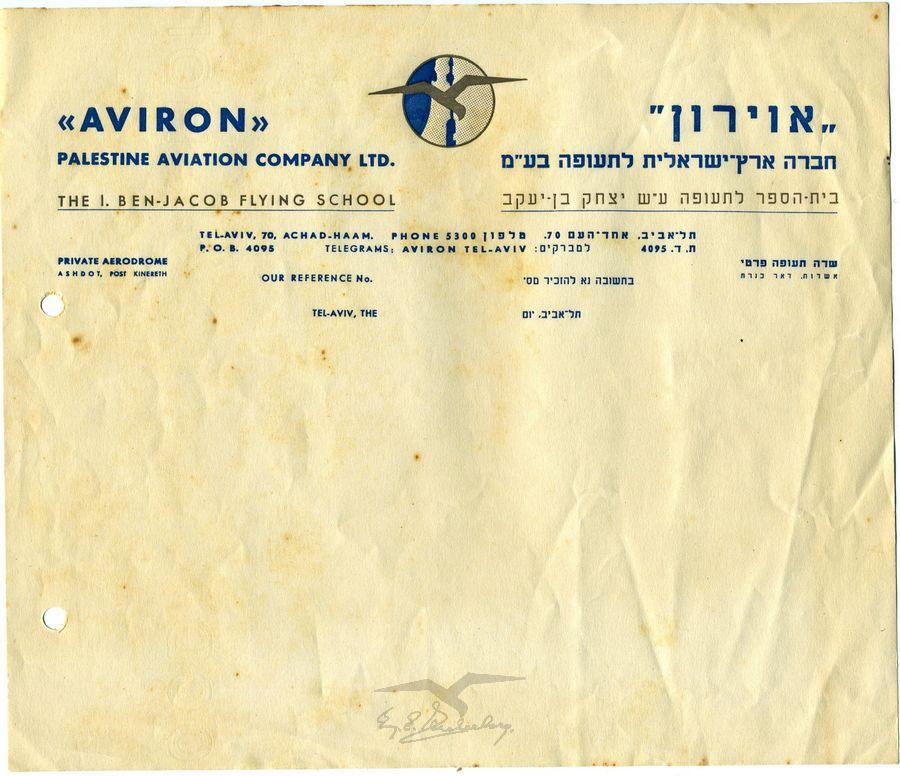 «AVIRON»
PALESTINE AVIATION COMPANY LTD.
THE I. BEN-JACOB FLYING SCHOOL
„אוירון"
חברה ארץ־ישראלית לתעופה בע"מ
בית-הספר לתעופה ע"ש יצחק בן-יעקב
TEL-AVIV, 70, ACHAD-HAAM. PHONE 5300 תל־אביב, אחד־העם 70. טלפון
P. O. B. 4095 TELEGRAMS: AVIRON TEL-AVIV למברקים: ת. ד. 4095
PRIVATE AERODROME
ASHDOT, POST KINERETH
שדה תעופה פרטי
אשדות, דאר כנרת
OUR REFERENCE No. בתשובה נא להזכיר מס׳
TEL-AVIV, THE תל־אביב, יום